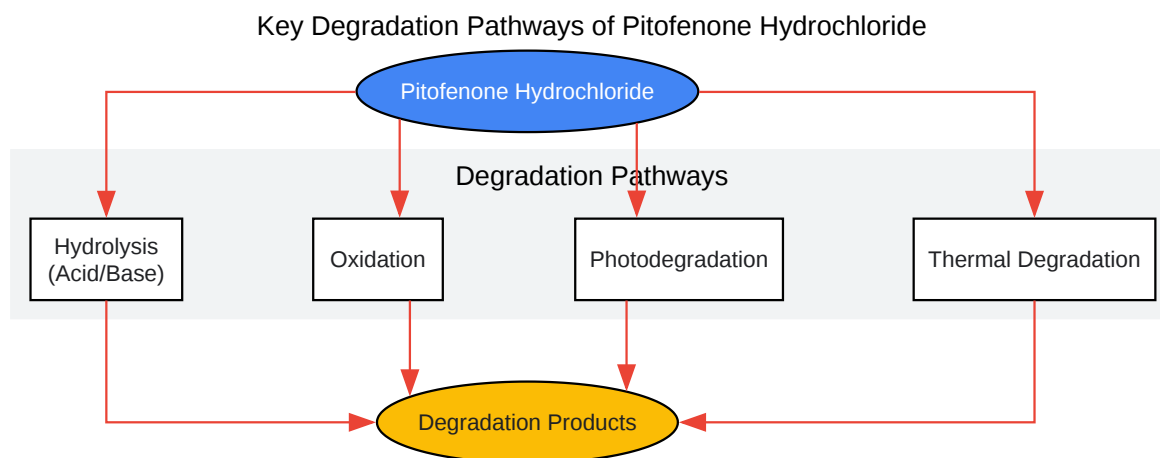 Key Degradation Pathways of Pitofenone Hydrochloride
Pitofenone Hydrochloride
Degradation Pathways
Hydrolysis
(Acid/Base)
Oxidation
Photodegradation
Thermal Degradation
Degradation Products